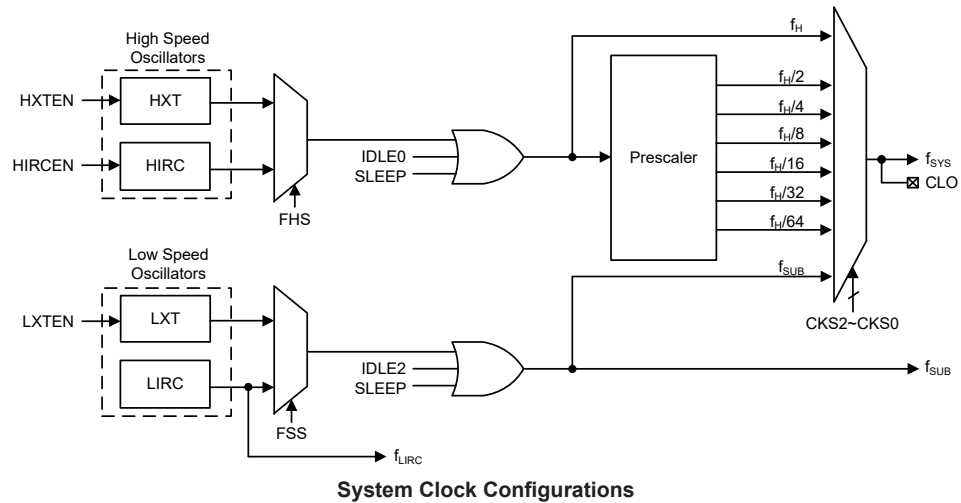 High Speed
Oscillators
HXTEN
HXT
HIRCEN
HIRC
FHS
IDLE0
SLEEP
Prescaler
fH
fH/2
fH/4
fH/8
fH/16
fH/32
fH/64
fSUB
CKS2~CKS0
fSYS
CLO
Low Speed
Oscillators
LXTEN
LXT
LIRC
FSS
IDLE2
SLEEP
fSUB
fLIRC
System Clock Configurations